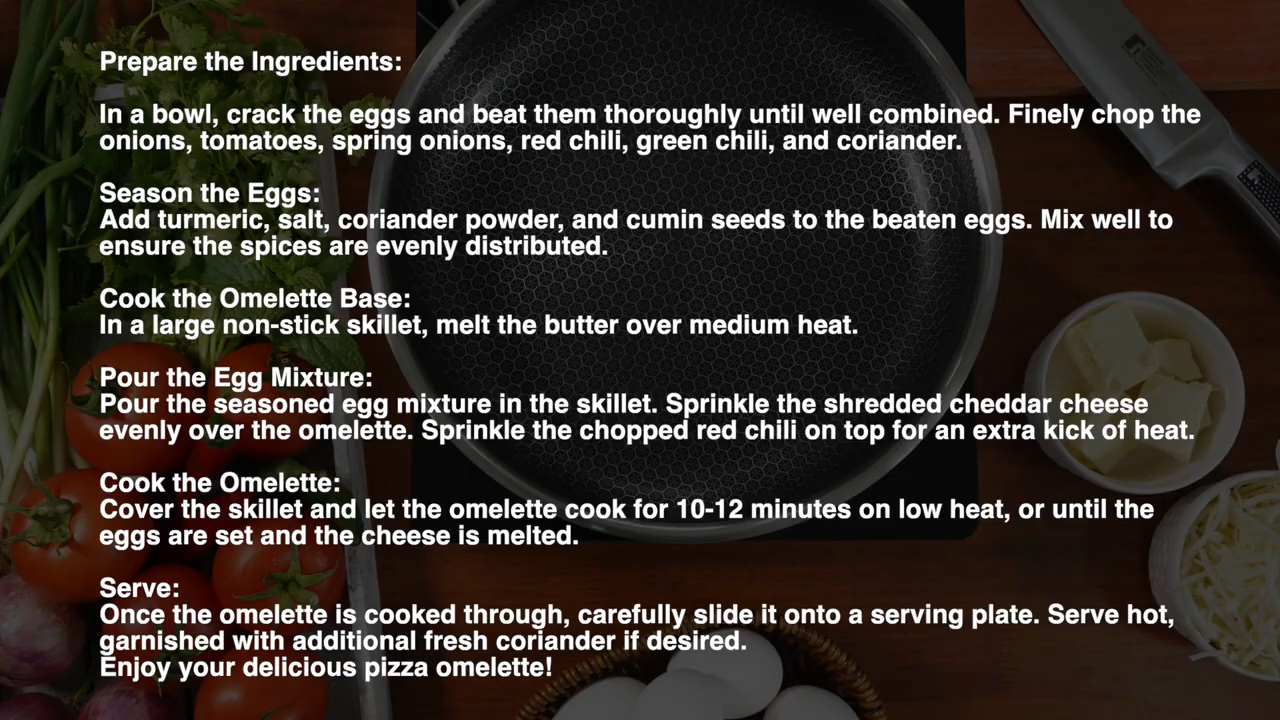 Prepare the Ingredients:
In a bowl, crack the eggs and beat them thoroughly until well combined. Finely chop the
onions, tomatoes, spring onions, red chili, green chili, and coriander.
Season the Eggs:
Add turmeric, salt, coriander powder, and cumin seeds to the beaten eggs. Mix well to
ensure the spices are evenly distributed.
Cook the Omelette Base:
In a large non-stick skillet, melt the butter over medium heat.
Pour the Egg Mixture:
Pour the seasoned egg mixture in the skillet. Sprinkle the shredded cheddar cheese
evenly over the omelette. Sprinkle the chopped red chili on top for an extra kick of heat.
Cook the Omelette:
Cover the skillet and let the omelette cook for 10-12 minutes on low heat, or until the
eggs are set and the cheese is melted.
Serve:
Once the omelette is cooked through, carefully slide it onto a serving plate. Serve hot,
garnished with additional fresh coriander if desired.
Enjoy your delicious pizza omelette!